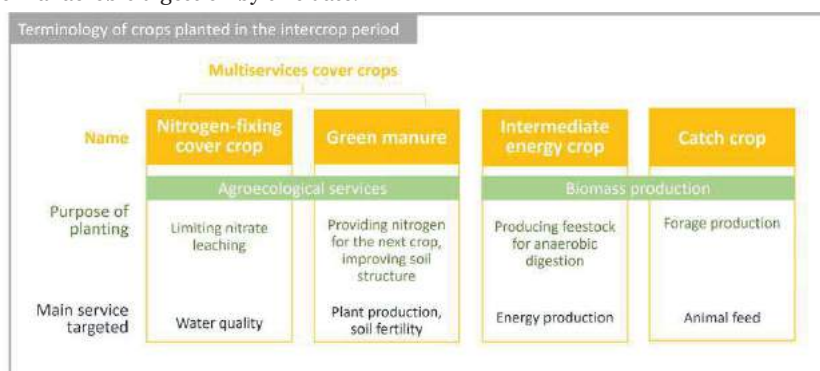 Terminology of crops planted in the intercrop period
Multiservices cover crops
Name
Nitrogen-fixing
cover crop
Green manure
Intermediate
energy crop
Catch crop
Agroecological services
Biomass production
Purpose of
planting
Limiting nitrate
leaching
Providing nitrogen
for the next crop,
improving soil
structure
Producing feestock
for anaerobic
digestion
Forage production
Main service
targeted
Water quality
Plant production,
soil fertility
Energy production
Animal feed